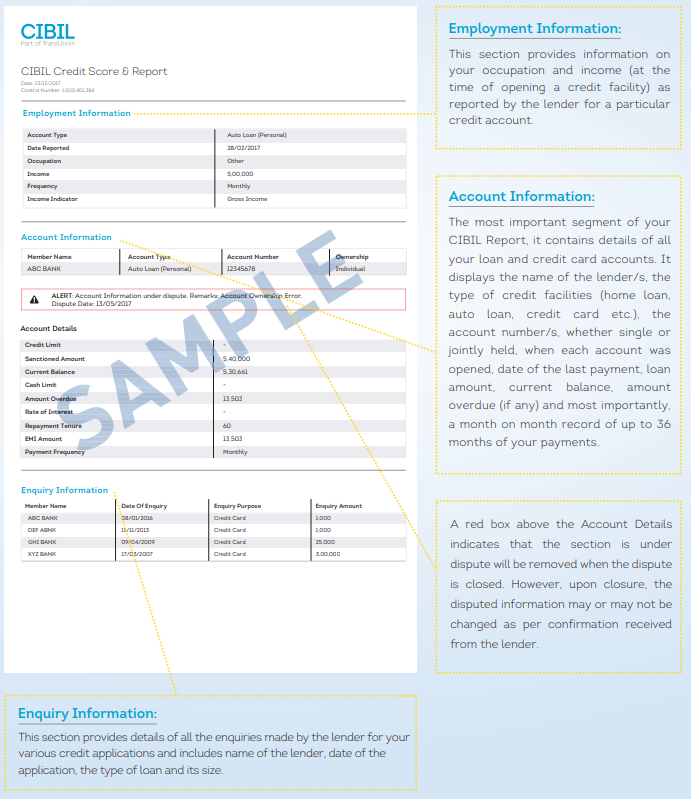 CIBIL
Part of TransUnion
CIBIL Credit Score & Report
Date: 13/12/2017
Control Number: 1,000,401,384
Employment Information
Account Type Auto Loan (Personal)
Date Reported 28/02/2017
Occupation Other
Income 5,00,000
Frequency Monthly
Income Indicator Gross Income
Account Information
Member Name Account Type Account Number Ownership
ABC BANK Auto Loan (Personal) 12345678 Individual
ALERT: Account Information under dispute. Remarks: Account Ownership Error.
Dispute Date: 13/05/2017
Account Details
Credit Limit -
Sanctioned Amount 5,40,000
Current Balance 5,30,661
Cash Limit -
Amount Overdue 13,503
Rate of Interest -
Repayment Tenure 60
EMI Amount 13,503
Payment Frequency Monthly
Enquiry Information
Member Name Date Of Enquiry Enquiry Purpose Enquiry Amount
ABC BANK 08/01/2016 Credit Card 1,000
DEF ABNK 11/11/2013 Credit Card 1,000
GHI BANK 09/04/2009 Credit Card 25,000
XYZ BANK 17/03/2007 Credit Card 3,00,000
SAMPLE
Employment Information:
This section provides information on
your occupation and income (at the
time of opening a credit facility) as
reported by the lender for a particular
credit account.
Account Information:
The most important segment of your
CIBIL Report, it contains details of all
your loan and credit card accounts. It
displays the name of the lender/s, the
type of credit facilities (home loan,
auto loan, credit card etc.), the
account number/s, whether single or
jointly held, when each account was
opened, date of the last payment, loan
amount, current balance, amount
overdue (if any) and most importantly,
a month on month record of up to 36
months of your payments.
A red box above the Account Details
indicates that the section is under
dispute will be removed when the dispute
is closed. However, upon closure, the
disputed information may or may not be
changed as per confirmation received
from the lender.
Enquiry Information:
This section provides details of all the enquiries made by the lender for your
various credit applications and includes name of the lender, date of the
application, the type of loan and its size.